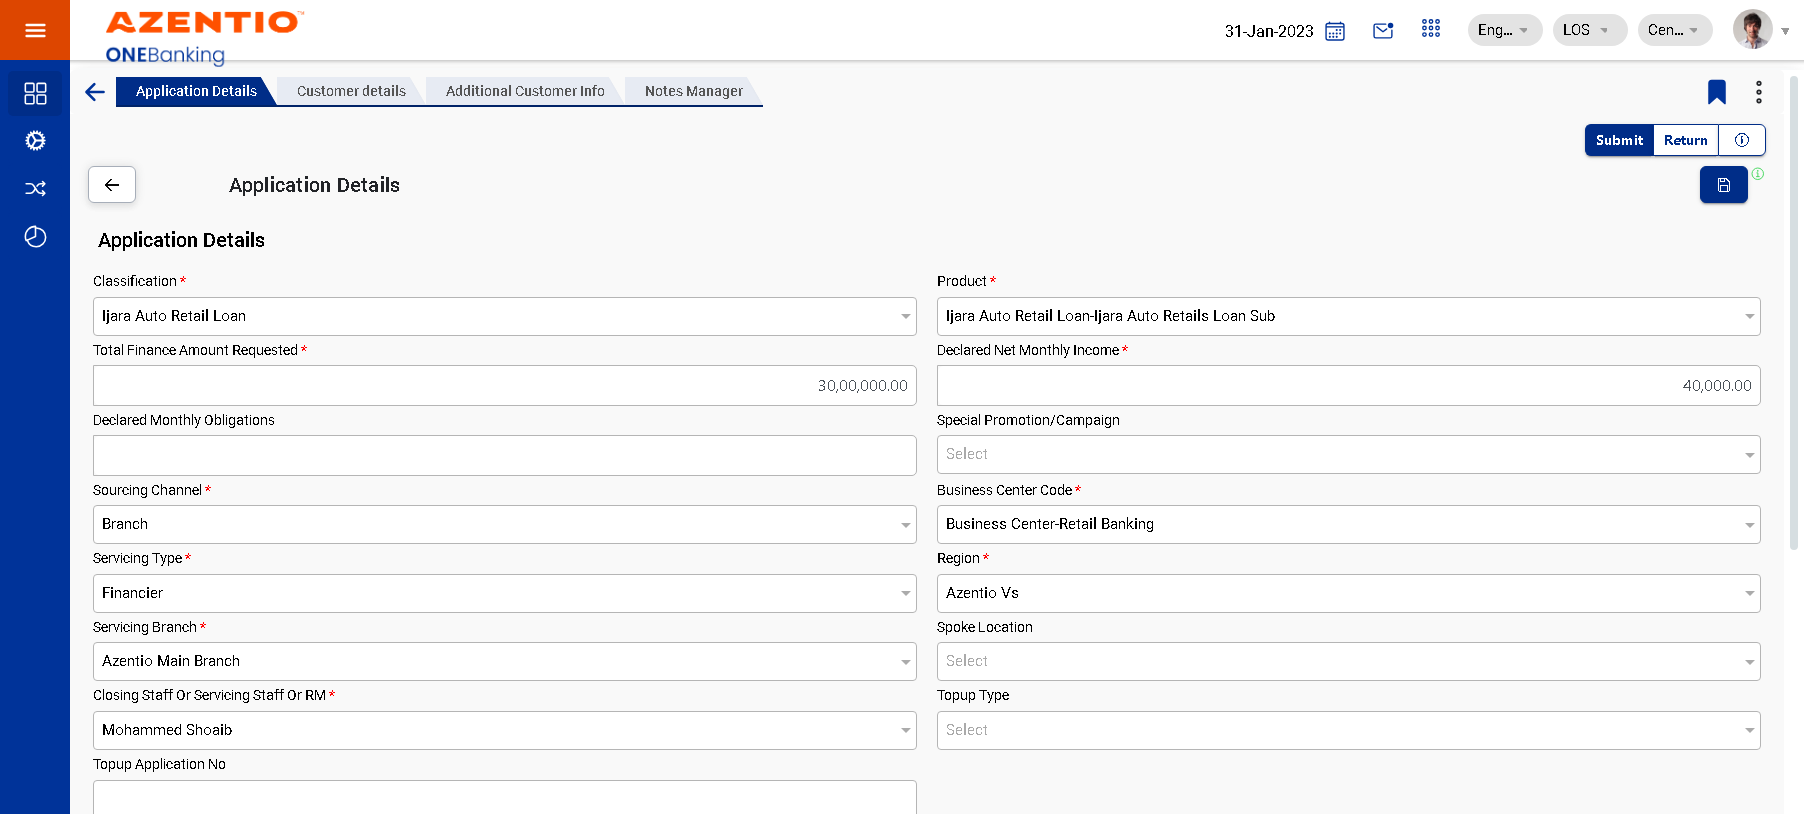 AZENTIO™
ONEBanking
31-Jan-2023
Eng...
LOS
Cen...
Application Details
Customer details
Additional Customer Info
Notes Manager
Submit
Return
Application Details
Application Details
Classification *
Product *
Ijara Auto Retail Loan
Ijara Auto Retail Loan-Ijara Auto Retails Loan Sub
Total Finance Amount Requested *
Declared Net Monthly Income *
30,00,000.00
40,000.00
Declared Monthly Obligations
Special Promotion/Campaign
Select
Sourcing Channel *
Business Center Code *
Branch
Business Center-Retail Banking
Servicing Type *
Region *
Financier
Azentio Vs
Servicing Branch *
Spoke Location
Azentio Main Branch
Select
Closing Staff Or Servicing Staff Or RM *
Topup Type
Mohammed Shoaib
Select
Topup Application No